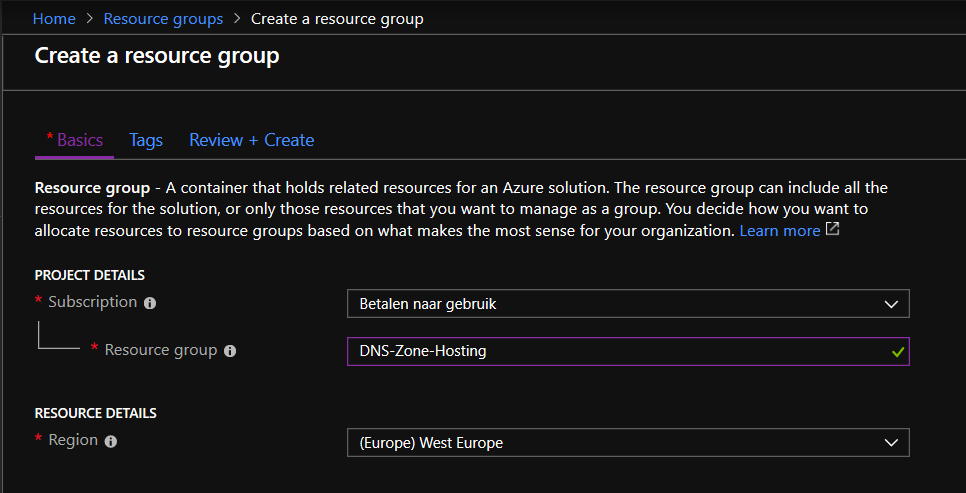 Home > Resource groups > Create a resource group
Create a resource group
* Basics Tags Review + Create
Resource group - A container that holds related resources for an Azure solution. The resource group can include all the
resources for the solution, or only those resources that you want to manage as a group. You decide how you want to
allocate resources to resource groups based on what makes the most sense for your organization. Learn more
PROJECT DETAILS
* Subscription Betalen naar gebruik
* Resource group DNS-Zone-Hosting
RESOURCE DETAILS
* Region (Europe) West Europe